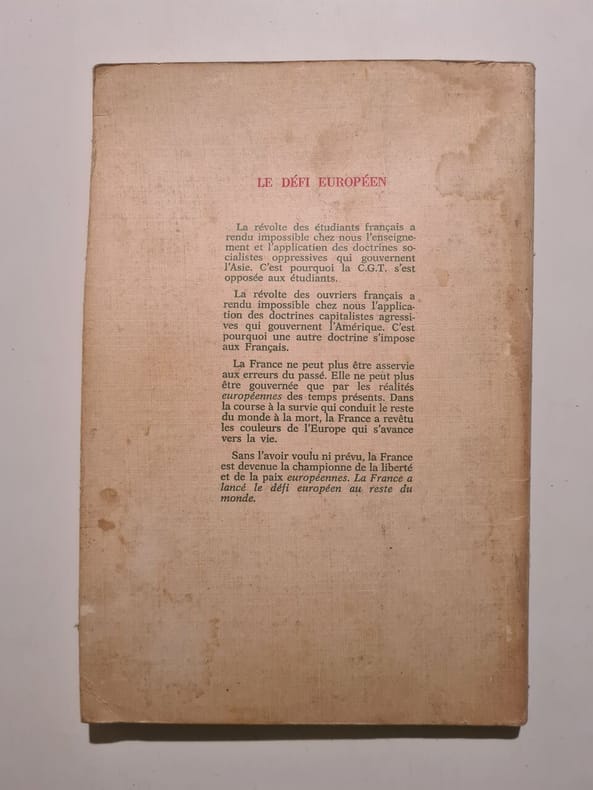 LE DÉFI EUROPÉEN
La révolte des étudiants français a
rendu impossible chez nous l'enseigne-
ment et l'application des doctrines so-
cialistes oppressives qui gouvernent
l'Asie. C'est pourquoi la C.G.T. s'est
opposée aux étudiants.
La révolte des ouvriers français a
rendu impossible chez nous l'applica-
tion des doctrines capitalistes agressi-
ves qui gouvernent l'Amérique. C'est
pourquoi une autre doctrine s'impose
aux Français.
La France ne peut plus être asservie
aux erreurs du passé. Elle ne peut plus
être gouvernée que par les réalités
européennes des temps présents. Dans
la course à la survie qui conduit le reste
du monde à la mort, la France a revêtu
les couleurs de l'Europe qui s'avance
vers la vie.
Sans l'avoir voulu ni prévu, la France
est devenue la championne de la liberté
et de la paix européennes. La France a
lancé le défi européen au reste du
monde.